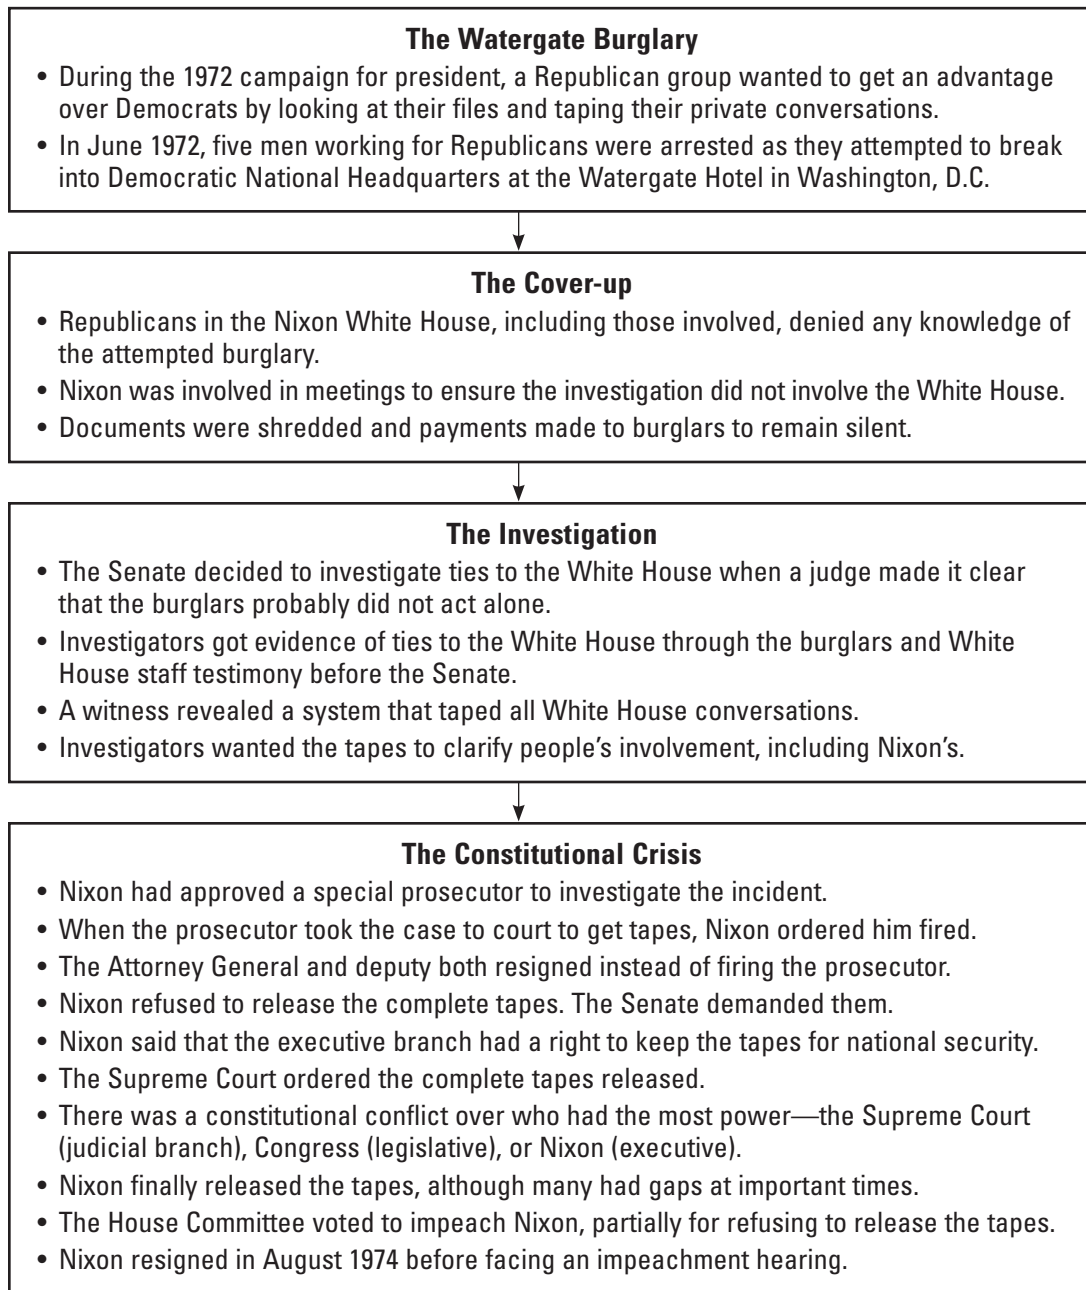 The Watergate Burglary
• During the 1972 campaign for president, a Republican group wanted to get an advantage
over Democrats by looking at their files and taping their private conversations.
• In June 1972, five men working for Republicans were arrested as they attempted to break
into Democratic National Headquarters at the Watergate Hotel in Washington, D.C.
The Cover-up
• Republicans in the Nixon White House, including those involved, denied any knowledge of
the attempted burglary.
• Nixon was involved in meetings to ensure the investigation did not involve the White House.
• Documents were shredded and payments made to burglars to remain silent.
The Investigation
• The Senate decided to investigate ties to the White House when a judge made it clear
that the burglars probably did not act alone.
• Investigators got evidence of ties to the White House through the burglars and White
House staff testimony before the Senate.
• A witness revealed a system that taped all White House conversations.
• Investigators wanted the tapes to clarify people's involvement, including Nixon's.
The Constitutional Crisis
• Nixon had approved a special prosecutor to investigate the incident.
• When the prosecutor took the case to court to get tapes, Nixon ordered him fired.
• The Attorney General and deputy both resigned instead of firing the prosecutor.
• Nixon refused to release the complete tapes. The Senate demanded them.
• Nixon said that the executive branch had a right to keep the tapes for national security.
• The Supreme Court ordered the complete tapes released.
• There was a constitutional conflict over who had the most power—the Supreme Court
(judicial branch), Congress (legislative), or Nixon (executive).
• Nixon finally released the tapes, although many had gaps at important times.
• The House Committee voted to impeach Nixon, partially for refusing to release the tapes.
• Nixon resigned in August 1974 before facing an impeachment hearing.